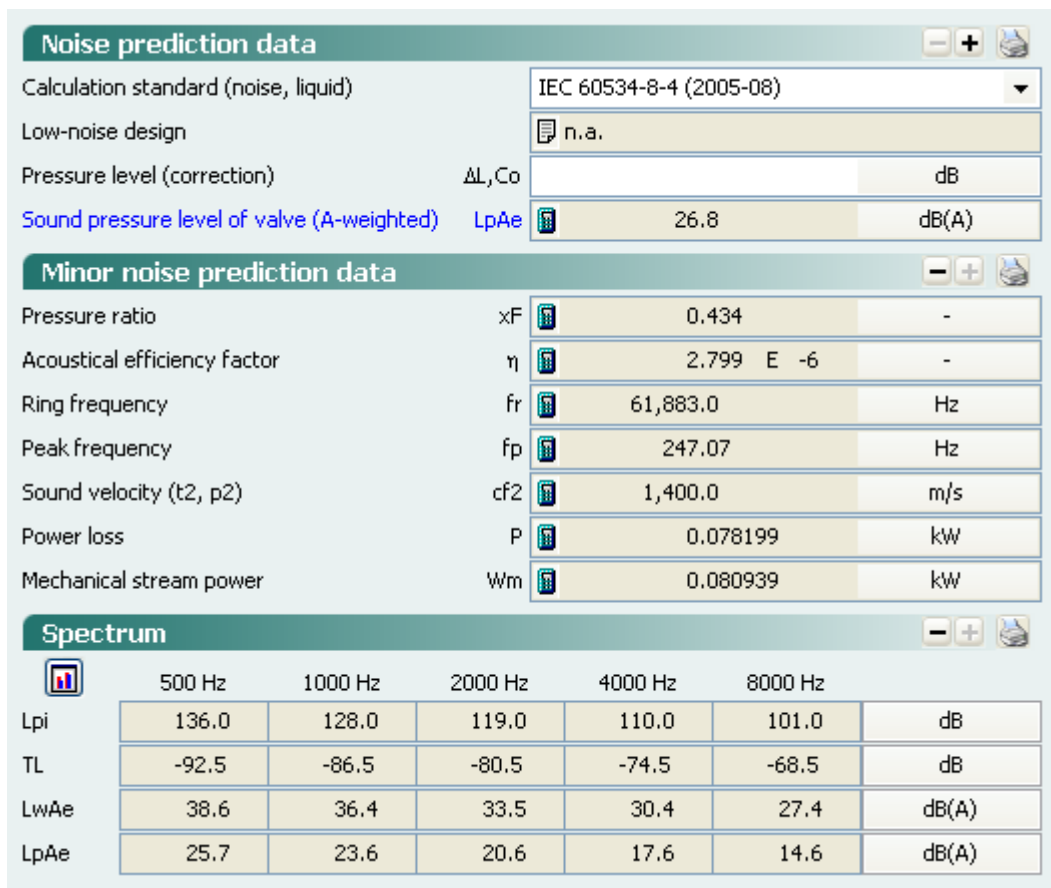 Noise prediction data
Calculation standard (noise, liquid) IEC 60534-8-4 (2005-08)
Low-noise design n.a.
Pressure level (correction) ΔL,Co dB
Sound pressure level of valve (A-weighted) LpAe 26.8 dB(A)
Minor noise prediction data
Pressure ratio xF 0.434 -
Acoustical efficiency factor η 2.799 E -6 -
Ring frequency fr 61,883.0 Hz
Peak frequency fp 247.07 Hz
Sound velocity (t2, p2) cf2 1,400.0 m/s
Power loss P 0.078199 kW
Mechanical stream power Wm 0.080939 kW
Spectrum
500 Hz 1000 Hz 2000 Hz 4000 Hz 8000 Hz
Lpi 136.0 128.0 119.0 110.0 101.0 dB
TL -92.5 -86.5 -80.5 -74.5 -68.5 dB
LwAe 38.6 36.4 33.5 30.4 27.4 dB(A)
LpAe 25.7 23.6 20.6 17.6 14.6 dB(A)